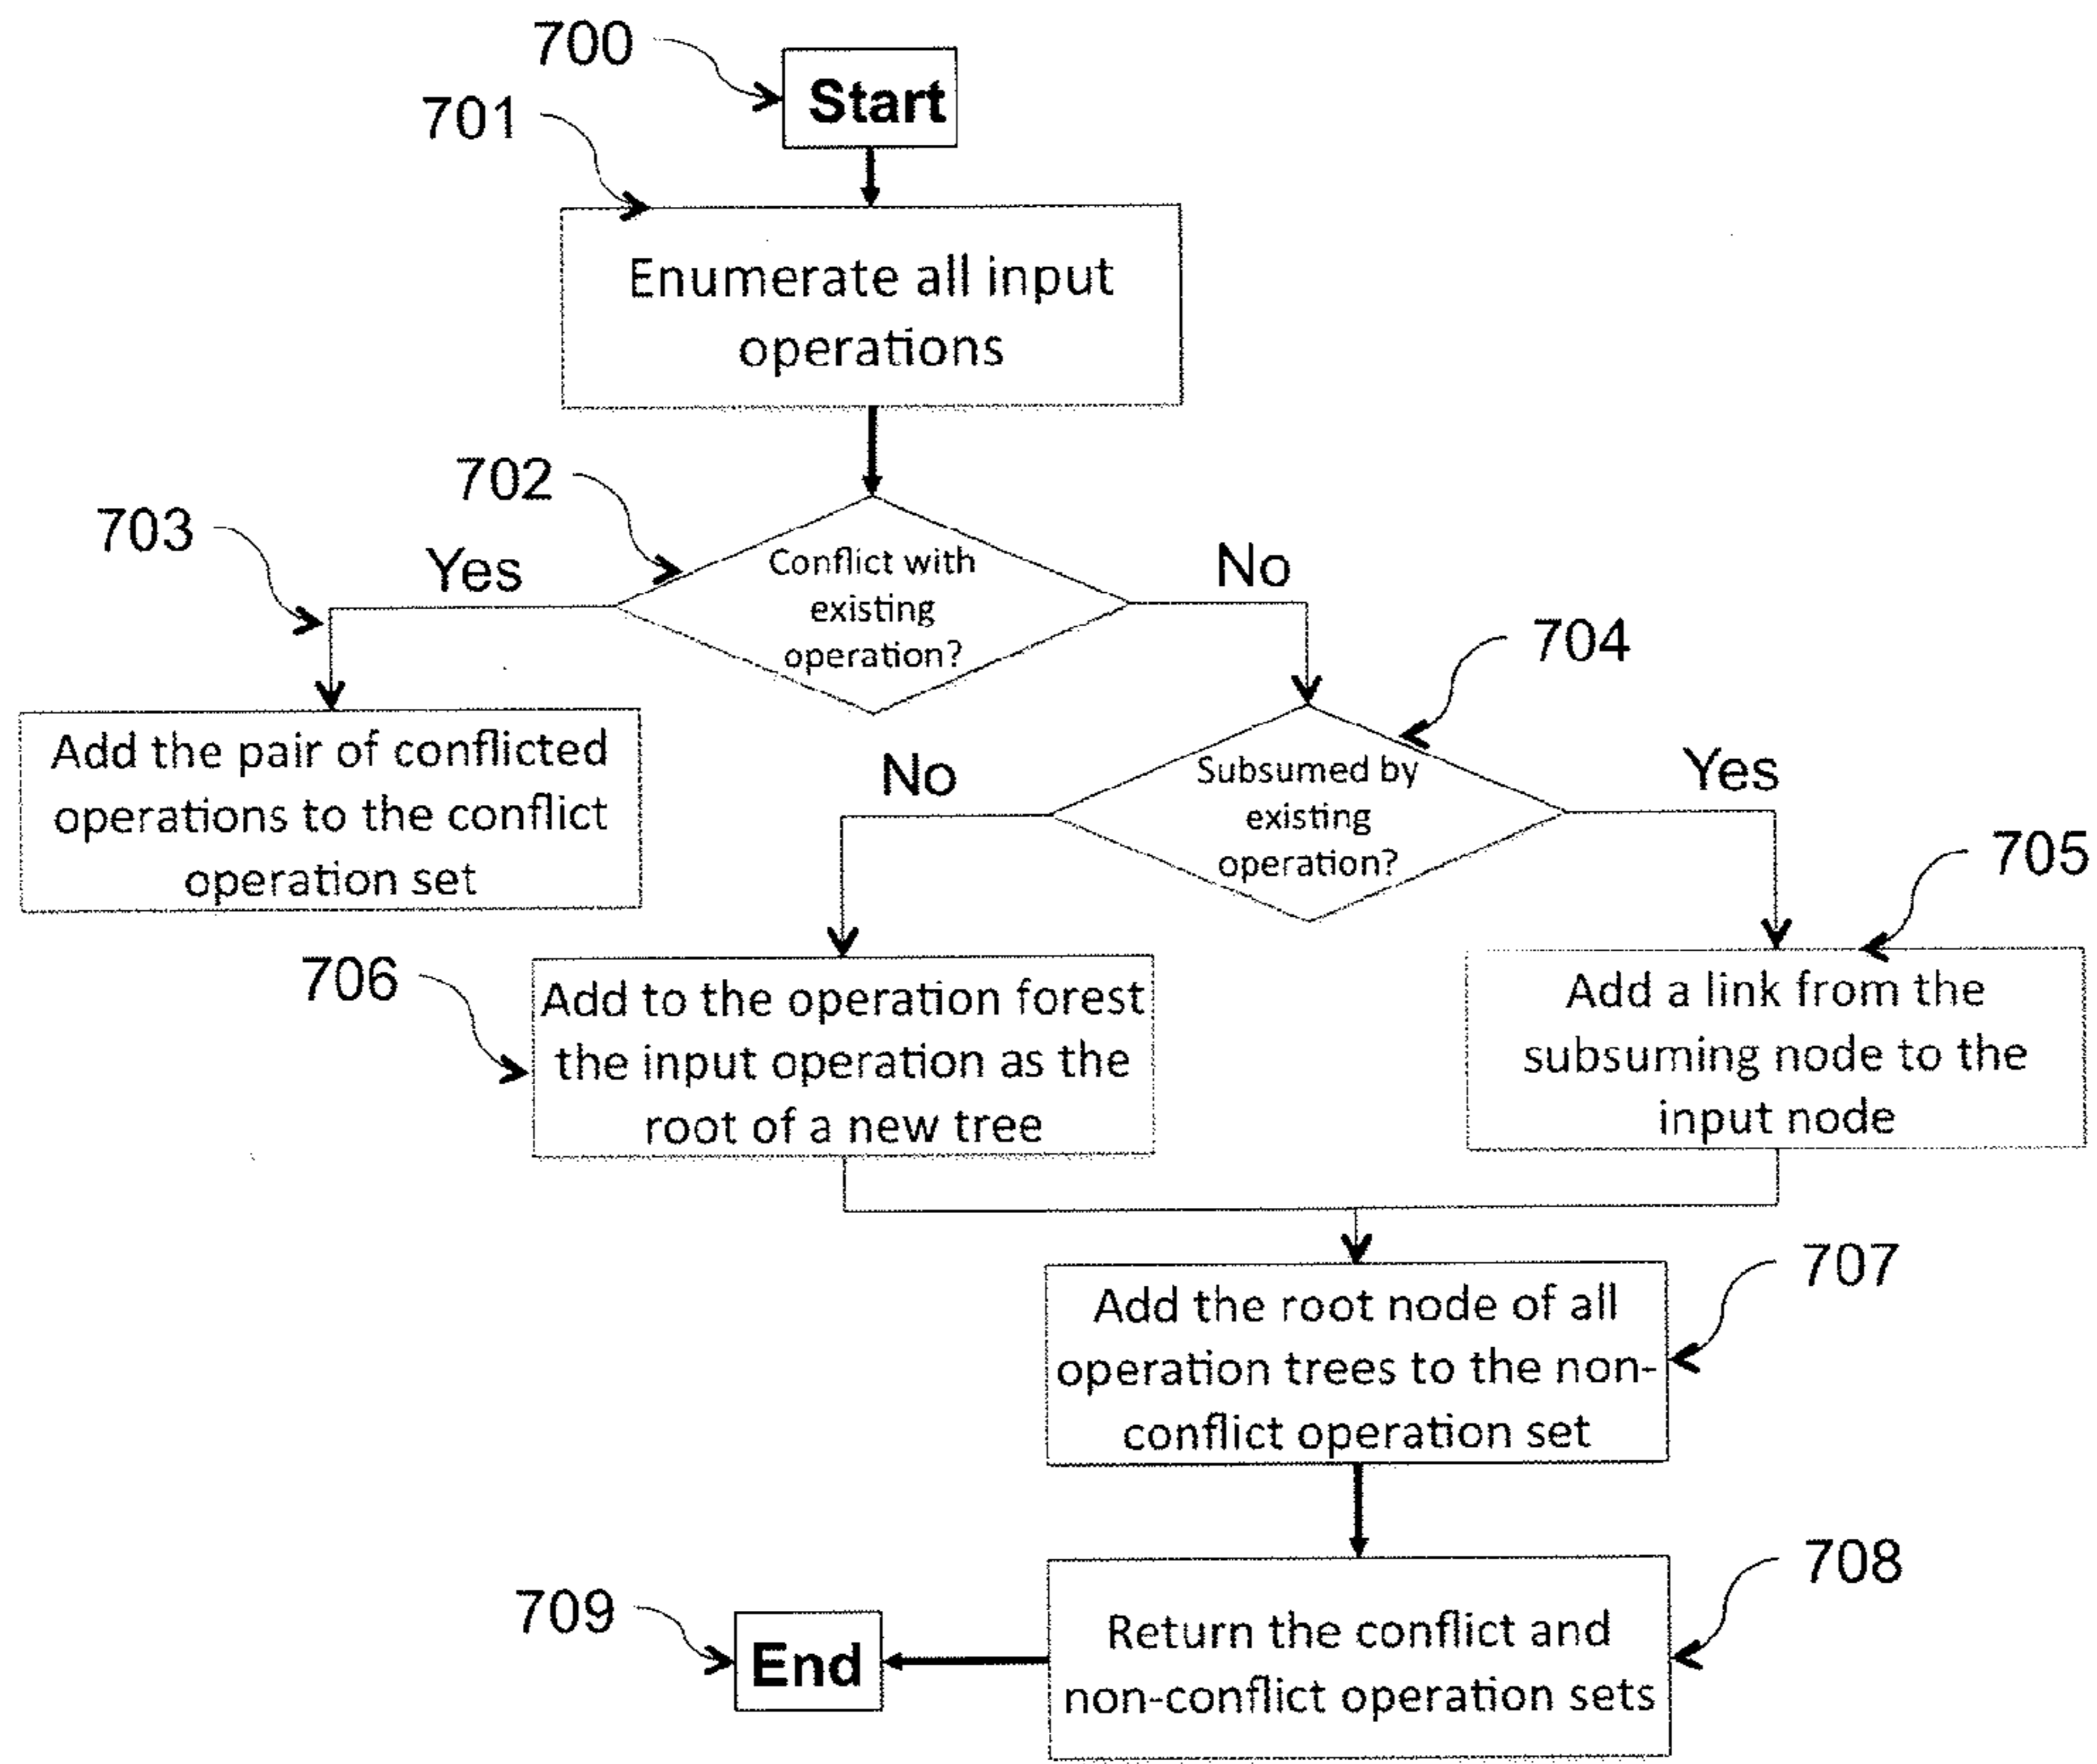 700
Start
701
Enumerate all input
operations
702
703
Yes
No
Conflict with
existing
operation?
704
Add the pair of conflicted
operations to the conflict
operation set
No
Yes
Subsumed by
existing
operation?
705
706
Add to the operation forest
the input operation as the
root of a new tree
Add a link from the
subsuming node to the
input node
707
Add the root node of all
operation trees to the non-
conflict operation set
708
709
End
Return the conflict and
non-conflict operation sets